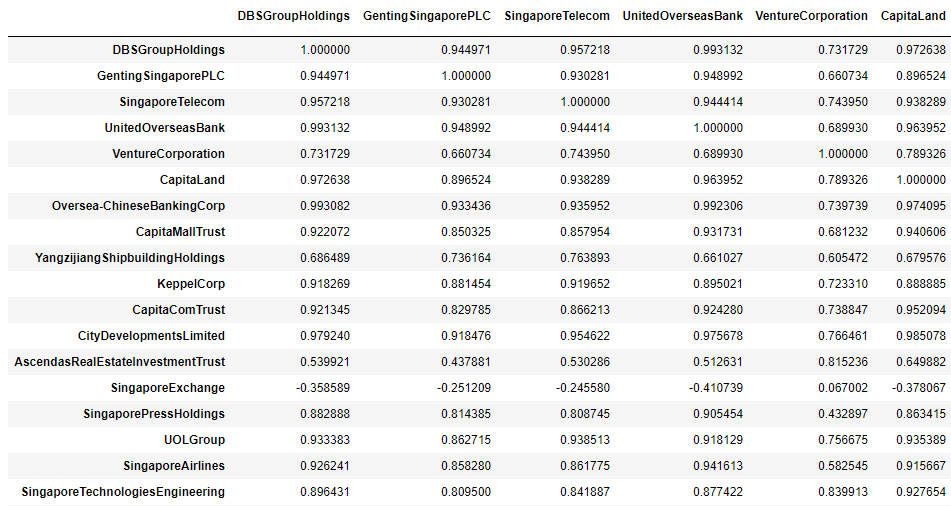 DBSGroupHoldings GentingSingaporePLC SingaporeTelecom UnitedOverseasBank VentureCorporation CapitaLand
DBSGroupHoldings 1.000000 0.944971 0.957218 0.993132 0.731729 0.972638
GentingSingaporePLC 0.944971 1.000000 0.930281 0.948992 0.660734 0.896524
SingaporeTelecom 0.957218 0.930281 1.000000 0.944414 0.743950 0.938289
UnitedOverseasBank 0.993132 0.948992 0.944414 1.000000 0.689930 0.963952
VentureCorporation 0.731729 0.660734 0.743950 0.689930 1.000000 0.789326
CapitaLand 0.972638 0.896524 0.938289 0.963952 0.789326 1.000000
Oversea-ChineseBankingCorp 0.993082 0.933436 0.935952 0.992306 0.739739 0.974095
CapitaMallTrust 0.922072 0.850325 0.857954 0.931731 0.681232 0.940606
YangzijiangShipbuildingHoldings 0.686489 0.736164 0.763893 0.661027 0.605472 0.679576
KeppelCorp 0.918269 0.881454 0.919652 0.895021 0.723310 0.888885
CapitaComTrust 0.921345 0.829785 0.866213 0.924280 0.738847 0.952094
CityDevelopmentsLimited 0.979240 0.918476 0.954622 0.975678 0.766461 0.985078
AscendasRealEstateInvestmentTrust 0.539921 0.437881 0.530286 0.512631 0.815236 0.649882
SingaporeExchange -0.358589 -0.251209 -0.245580 -0.410739 0.067002 -0.378067
SingaporePressHoldings 0.882888 0.814385 0.808745 0.905454 0.432897 0.863415
UOLGroup 0.933383 0.862715 0.938513 0.918129 0.756675 0.935389
SingaporeAirlines 0.926241 0.858280 0.861775 0.941613 0.582545 0.915667
SingaporeTechnologiesEngineering 0.896431 0.809500 0.841887 0.877422 0.839913 0.927654